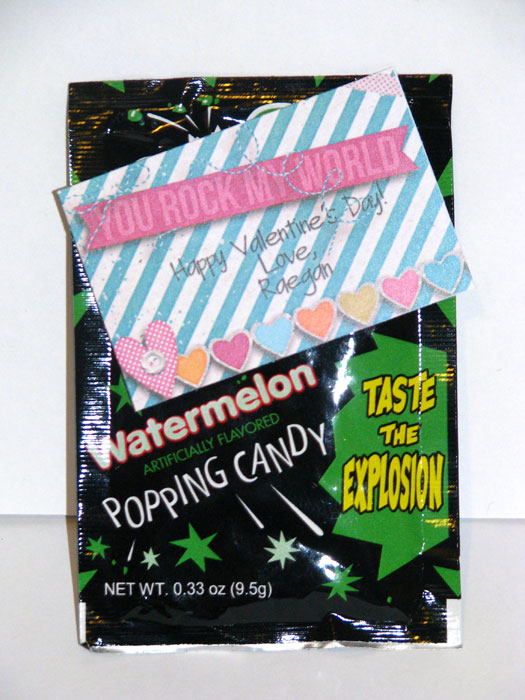 YOU ROCK MY WORLD
Happy Valentine's Day!
Love,
Raegan
Watermelon
ARTIFICIALLY FLAVORED
POPPING CANDY
TASTE
THE
EXPLOSION
NET WT. 0.33 oz (9.5g)